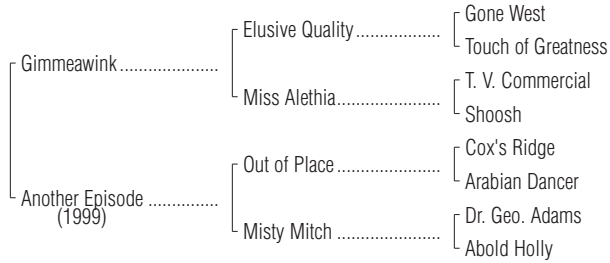 Gone West
Elusive Quality...................
Touch of Greatness
Gimmeawink......................
T. V. Commercial
Miss Alethia.......................
Shoosh
Cox's Ridge
Out of Place.......................
Arabian Dancer
Another Episode ...............
(1999)
Dr. Geo. Adams
Misty Mitch .......................
Abold Holly